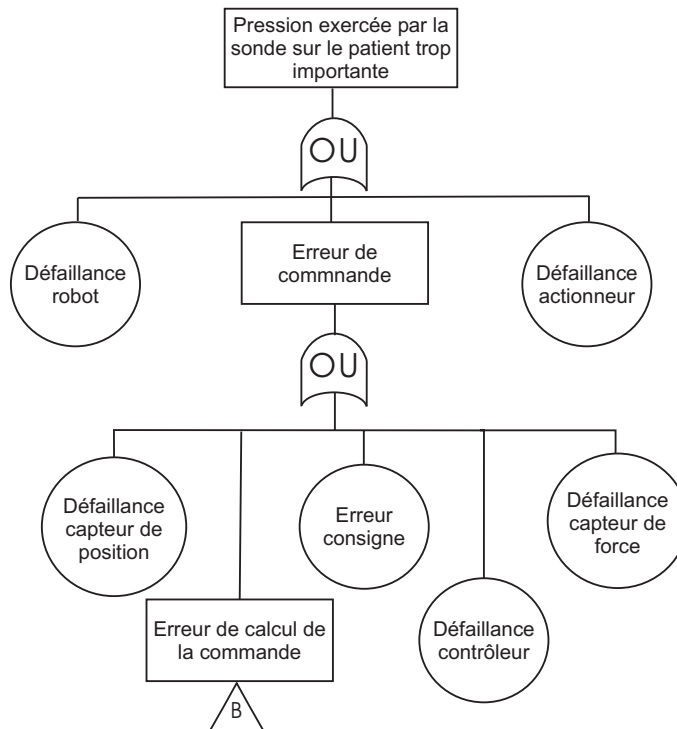 Pression exercée par la
sonde sur le patient trop
importante
OU
Défaillance
robot
Erreur de
commnande
Défaillance
actionneur
OU
Défaillance
capteur de
position
Erreur
consigne
Défaillance
capteur de
force
Erreur de calcul de
la commande
Défaillance
contrôleur
B